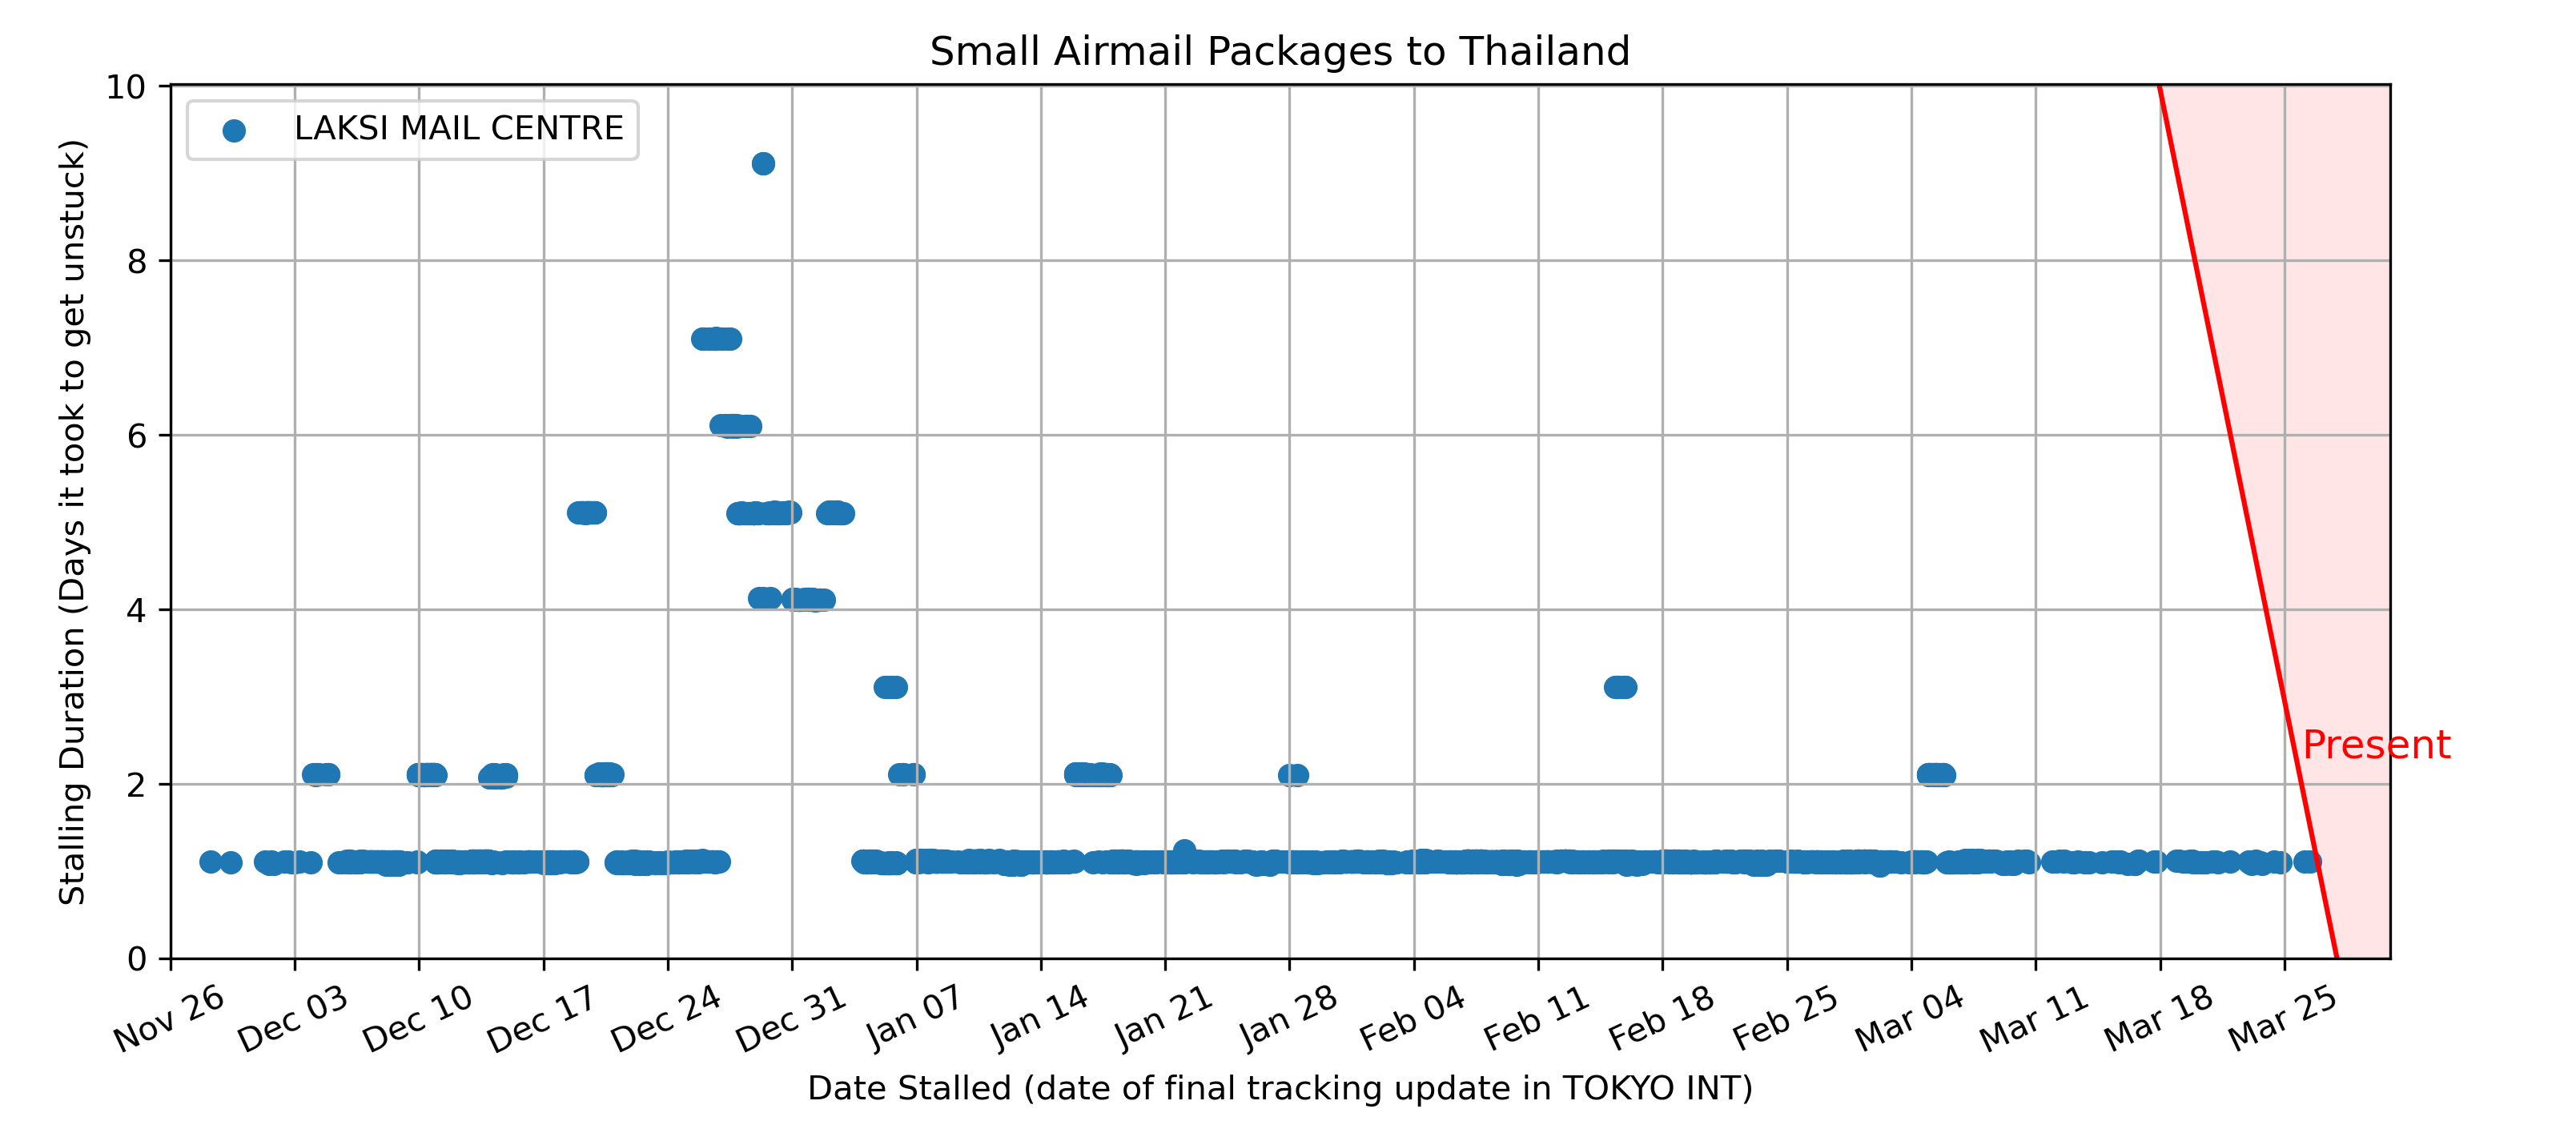 Small Airmail Packages to Thailand
LAKSI MAIL CENTRE
Stalling Duration (Days it took to get unstuck)
10
8
6
4
2
0
Present
Nov 26
Dec 03
Dec 10
Dec 17
Dec 24
Dec 31
Jan 07
Jan 14
Jan 21
Jan 28
Feb 04
Feb 11
Feb 18
Feb 25
Mar 04
Mar 11
Mar 18
Mar 25
Date Stalled (date of final tracking update in TOKYO INT)